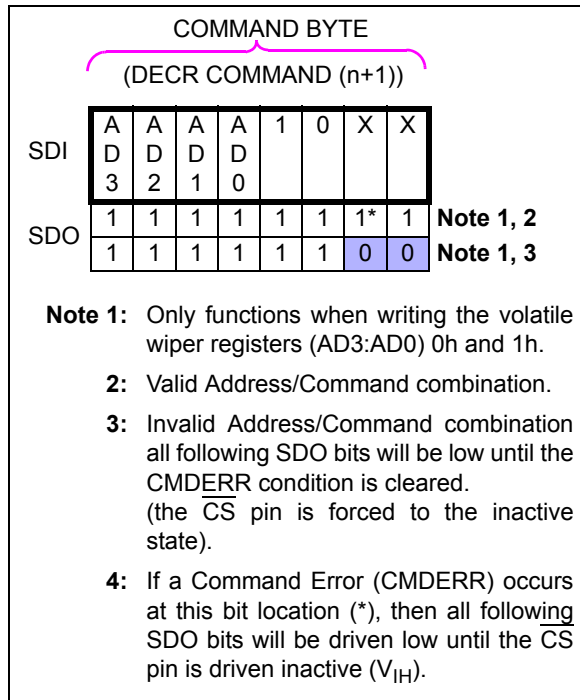 COMMAND BYTE
(DECR COMMAND (n+1))
SDI
A A A A 1 0 X X
D D D D
3 2 1 0
SDO
1 1 1 1 1 1 1* 1 Note 1, 2
1 1 1 1 1 1 0 0 Note 1, 3
Note 1: Only functions when writing the volatile
wiper registers (AD3:AD0) 0h and 1h.
2: Valid Address/Command combination.
3: Invalid Address/Command combination
all following SDO bits will be low until the
CMDERR condition is cleared.
(the CS pin is forced to the inactive
state).
4: If a Command Error (CMDERR) occurs
at this bit location (*), then all following
SDO bits will be driven low until the CS
pin is driven inactive (VIH).